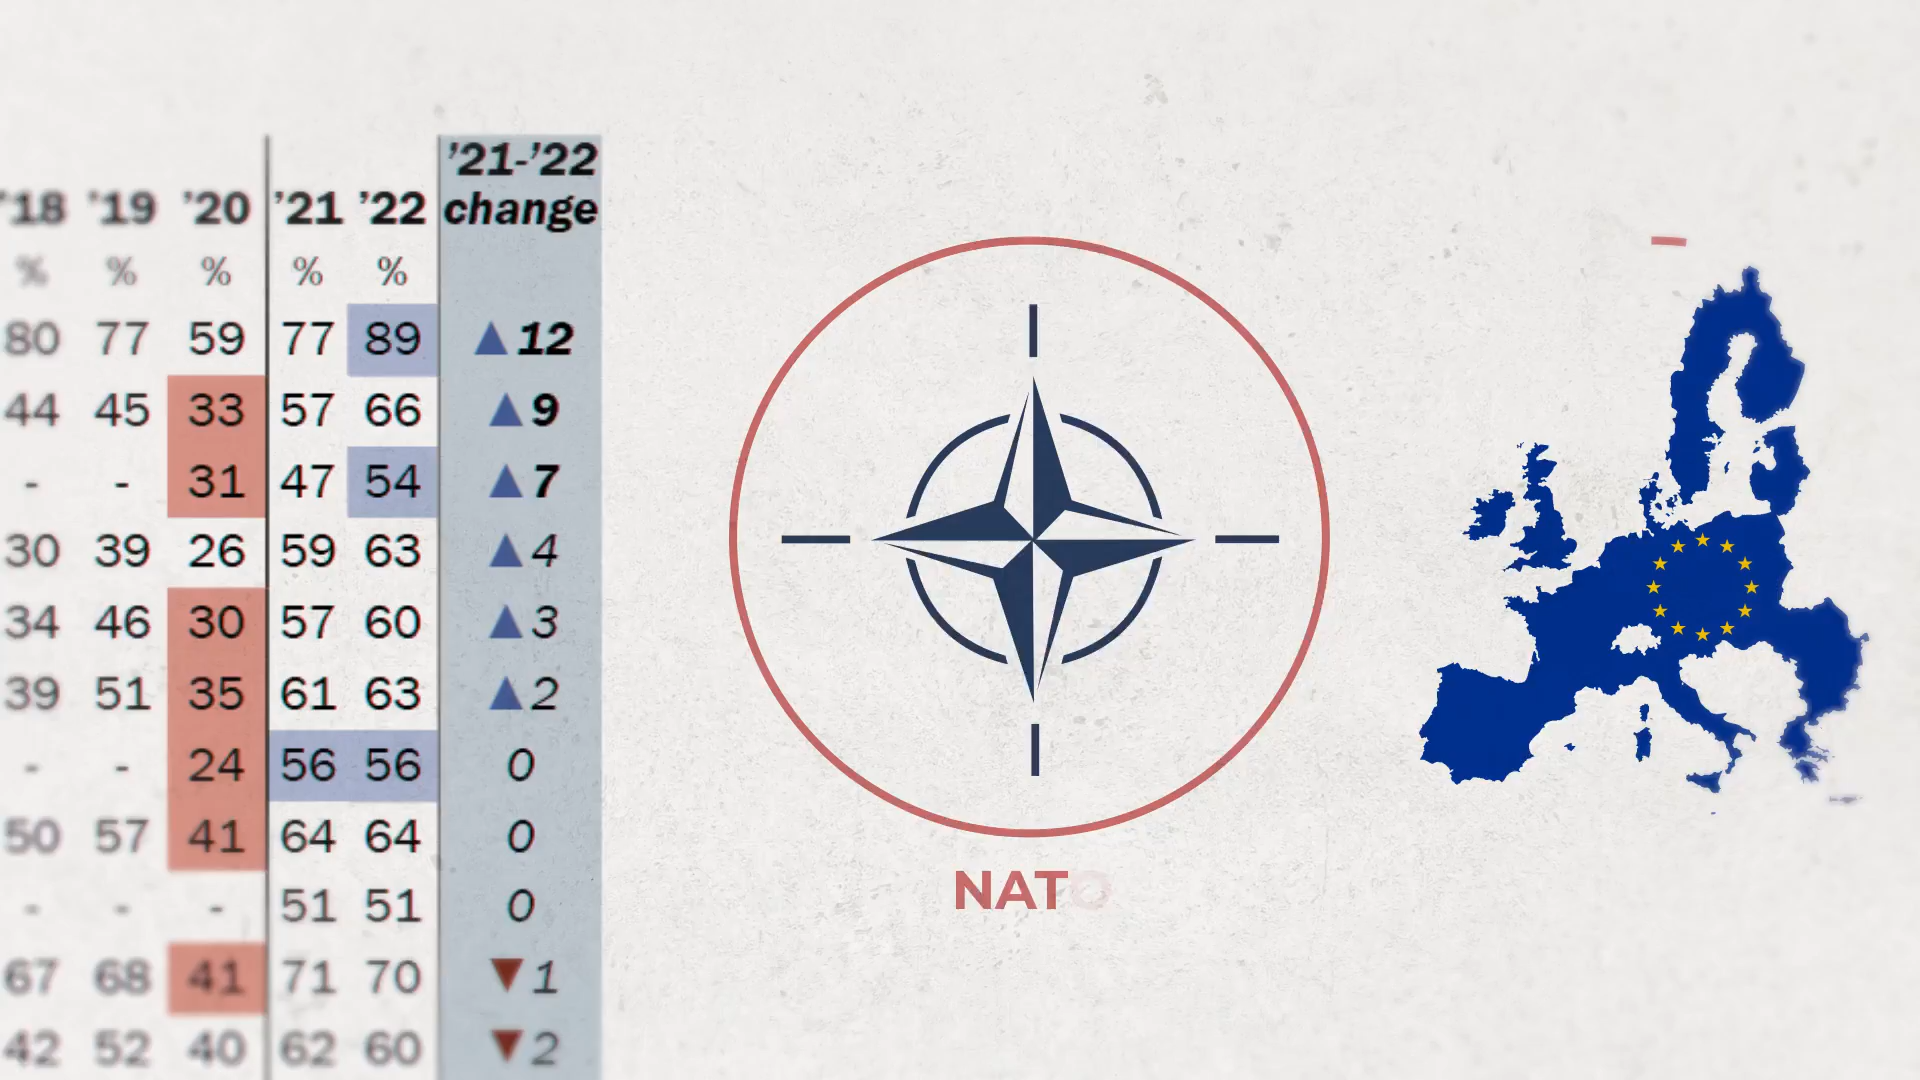 '21-'22
'18 '19 '20 '21 '22 change
% % % % %
80 77 59 77 89 ▲ 12
44 45 33 57 66 ▲ 9
- - 31 47 54 ▲ 7
30 39 26 59 63 ▲ 4
34 46 30 57 60 ▲ 3
39 51 35 61 63 ▲ 2
- - 24 56 56 0
50 57 41 64 64 0
- - - 51 51 0
67 68 41 71 70 ▼ 1
42 52 40 62 60 ▼ 2
NATO